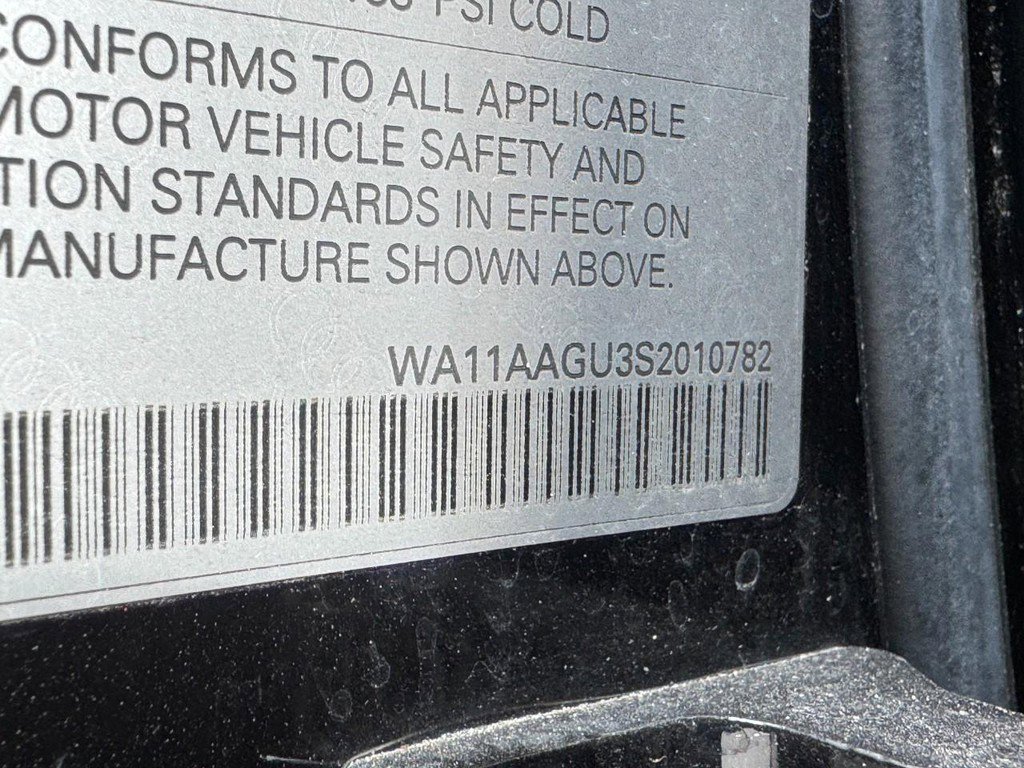 PSI COLD
CONFORMS TO ALL APPLICABLE
MOTOR VEHICLE SAFETY AND
TION STANDARDS IN EFFECT ON
MANUFACTURE SHOWN ABOVE.
WA11AAGU3S2010782